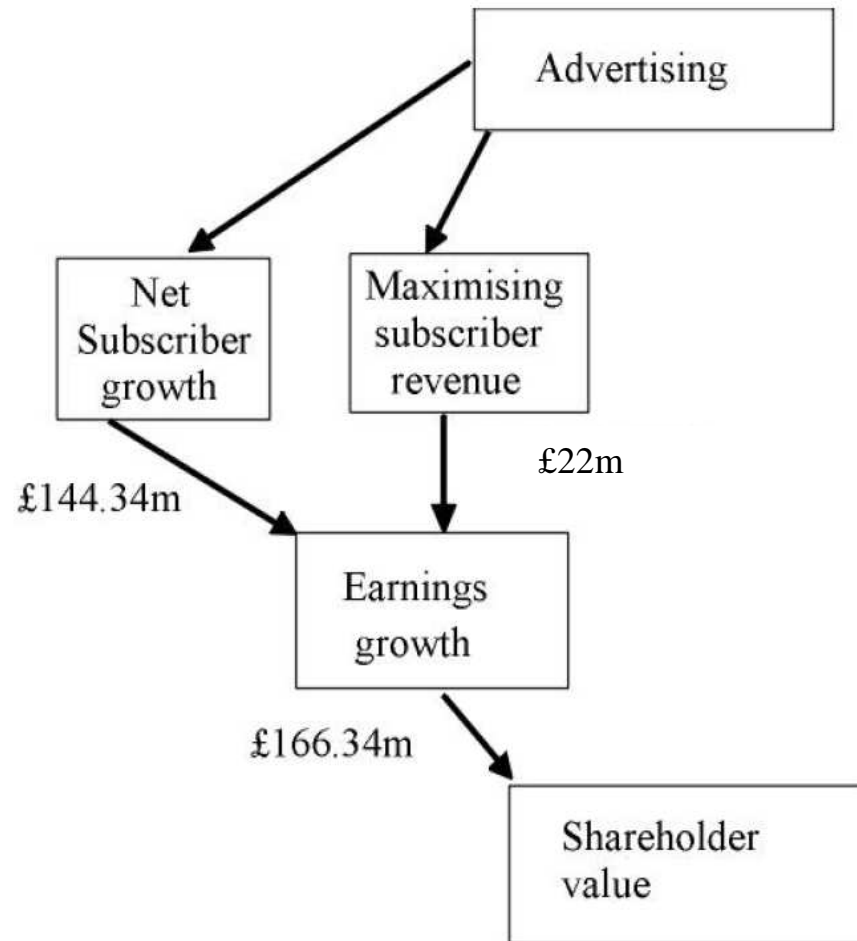 Advertising
Net
Subscriber
growth
Maximising
subscriber
revenue
£144.34m
£22m
Earnings
growth
£166.34m
Shareholder
value